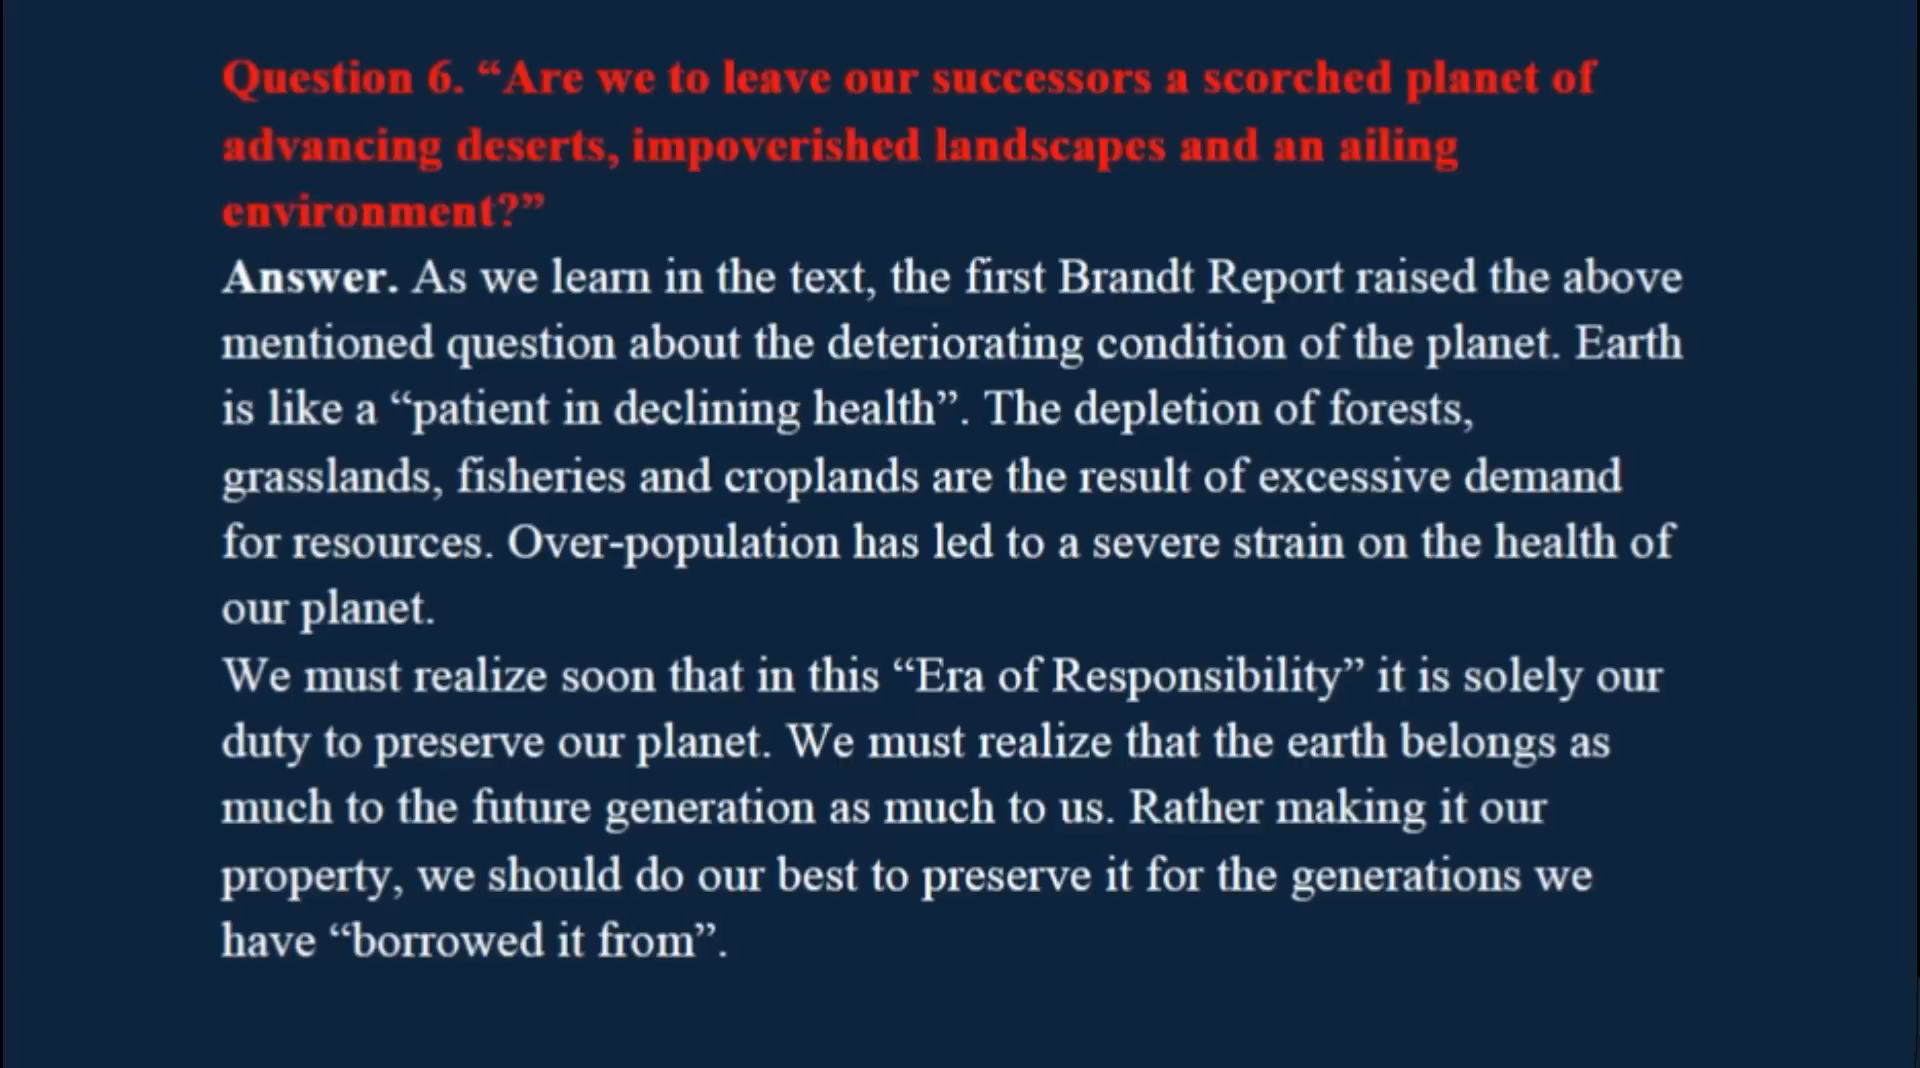 Question 6. “Are we to leave our successors a scorched planet of
advancing deserts, impoverished landscapes and an ailing
environment?”
Answer. As we learn in the text, the first Brandt Report raised the above
mentioned question about the deteriorating condition of the planet. Earth
is like a “patient in declining health”. The depletion of forests,
grasslands, fisheries and croplands are the result of excessive demand
for resources. Over-population has led to a severe strain on the health of
our planet.
We must realize soon that in this “Era of Responsibility” it is solely our
duty to preserve our planet. We must realize that the earth belongs as
much to the future generation as much to us. Rather making it our
property, we should do our best to preserve it for the generations we
have “borrowed it from”.